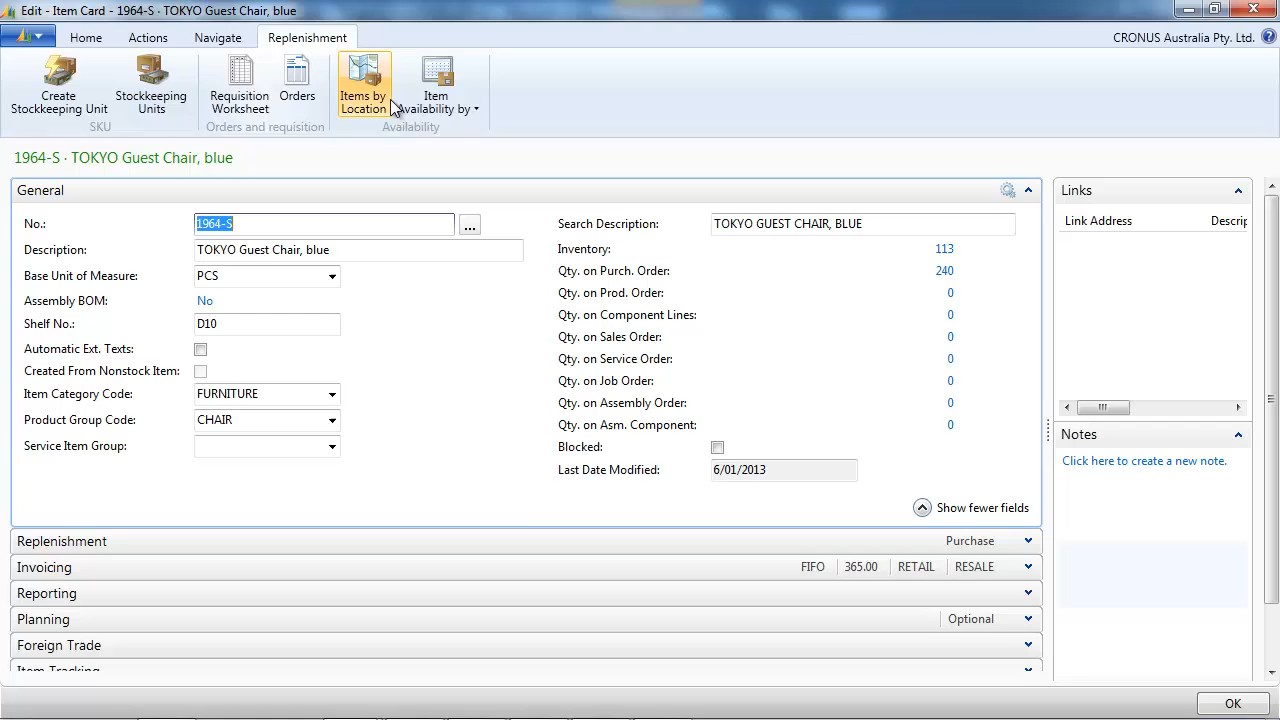 Edit - Item Card - 1964-S · TOKYO Guest Chair, blue
Home Actions Navigate Replenishment CRONUS Australia Pty. Ltd.
Create Stockkeeping Unit
Stockkeeping Units
Requisition Worksheet
Orders
Items by Location
Item Availability by
SKU Orders and requisition Availability
1964-S · TOKYO Guest Chair, blue
General
No.: 1964-S ...
Description: TOKYO Guest Chair, blue
Base Unit of Measure: PCS
Assembly BOM: No
Shelf No.: D10
Automatic Ext. Texts:
Created From Nonstock Item:
Item Category Code: FURNITURE
Product Group Code: CHAIR
Service Item Group:
Search Description: TOKYO GUEST CHAIR, BLUE
Inventory: 113
Qty. on Purch. Order: 240
Qty. on Prod. Order: 0
Qty. on Component Lines: 0
Qty. on Sales Order: 0
Qty. on Service Order: 0
Qty. on Job Order: 0
Qty. on Assembly Order: 0
Qty. on Asm. Component: 0
Blocked:
Last Date Modified: 6/01/2013
Show fewer fields
Replenishment Purchase
Invoicing FIFO 365.00 RETAIL RESALE
Reporting
Planning Optional
Foreign Trade
Item Tracking
Links
Link Address Descrip
Notes
Click here to create a new note.
OK